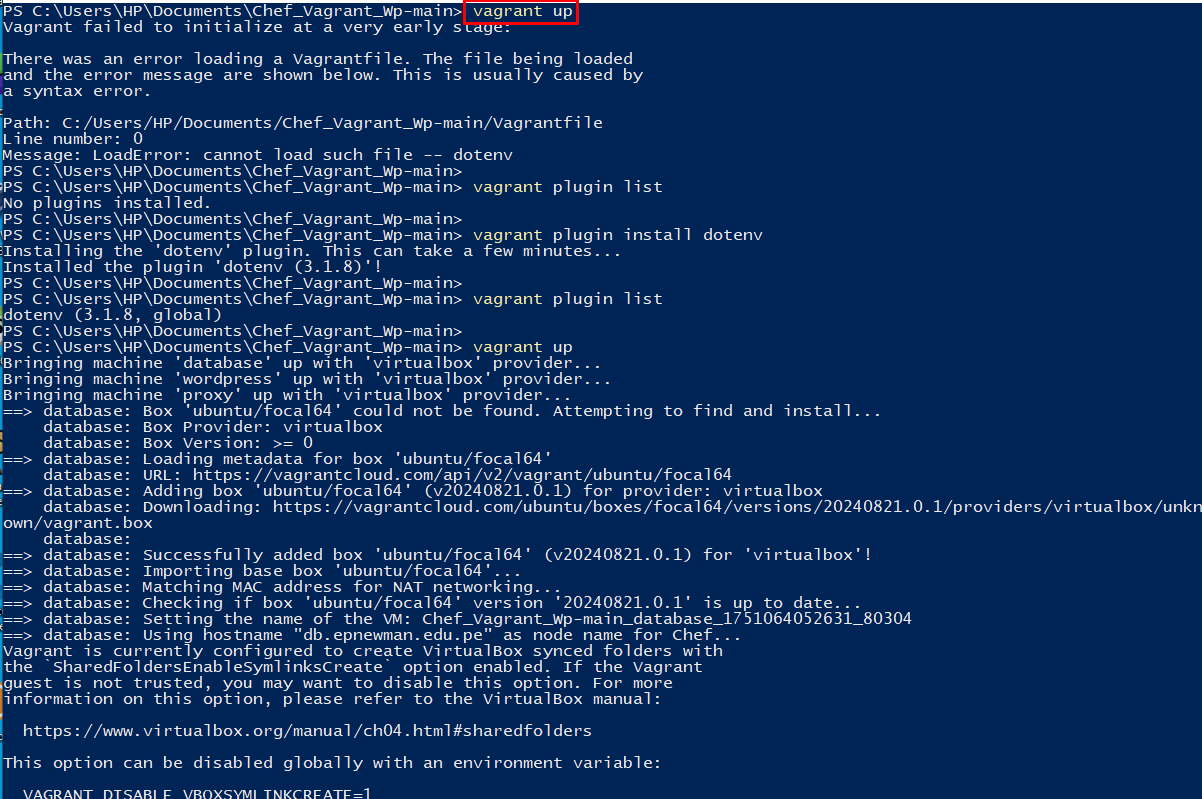 PS C:\Users\HP\Documents\Chef_Vagrant_Wp-main> vagrant up
Vagrant failed to initialize at a very early stage:
There was an error loading a Vagrantfile. The file being loaded
and the error message are shown below. This is usually caused by
a syntax error.
Path: C:/Users/HP/Documents/Chef_Vagrant_Wp-main/Vagrantfile
Line number: 0
Message: LoadError: cannot load such file -- dotenv
PS C:\Users\HP\Documents\Chef_Vagrant_Wp-main>
PS C:\Users\HP\Documents\Chef_Vagrant_Wp-main> vagrant plugin list
No plugins installed.
PS C:\Users\HP\Documents\Chef_Vagrant_Wp-main>
PS C:\Users\HP\Documents\Chef_Vagrant_Wp-main> vagrant plugin install dotenv
Installing the 'dotenv' plugin. This can take a few minutes...
Installed the plugin 'dotenv (3.1.8)'!
PS C:\Users\HP\Documents\Chef_Vagrant_Wp-main>
PS C:\Users\HP\Documents\Chef_Vagrant_Wp-main> vagrant plugin list
dotenv (3.1.8, global)
PS C:\Users\HP\Documents\Chef_Vagrant_Wp-main>
PS C:\Users\HP\Documents\Chef_Vagrant_Wp-main> vagrant up
Bringing machine 'database' up with 'virtualbox' provider...
Bringing machine 'wordpress' up with 'virtualbox' provider...
Bringing machine 'proxy' up with 'virtualbox' provider...
==> database: Box 'ubuntu/focal64' could not be found. Attempting to find and install...
database: Box Provider: virtualbox
database: Box Version: >= 0
==> database: Loading metadata for box 'ubuntu/focal64'
database: URL: https://vagrantcloud.com/api/v2/vagrant/ubuntu/focal64
==> database: Adding box 'ubuntu/focal64' (v20240821.0.1) for provider: virtualbox
database: Downloading: https://vagrantcloud.com/ubuntu/boxes/focal64/versions/20240821.0.1/providers/virtualbox/unkn
own/vagrant.box
database:
==> database: Successfully added box 'ubuntu/focal64' (v20240821.0.1) for 'virtualbox'!
==> database: Importing base box 'ubuntu/focal64'...
==> database: Matching MAC address for NAT networking...
==> database: Checking if box 'ubuntu/focal64' version '20240821.0.1' is up to date...
==> database: Setting the name of the VM: Chef_Vagrant_Wp-main_database_1751064052631_80304
==> database: Using hostname "db.epnewman.edu.pe" as node name for Chef...
Vagrant is currently configured to create VirtualBox synced folders with
the `SharedFoldersEnableSymlinksCreate` option enabled. If the Vagrant
guest is not trusted, you may want to disable this option. For more
information on this option, please refer to the VirtualBox manual:
https://www.virtualbox.org/manual/ch04.html#sharedfolders
This option can be disabled globally with an environment variable:
VAGRANT_DISABLE_VBOXSYMLINKCREATE=1